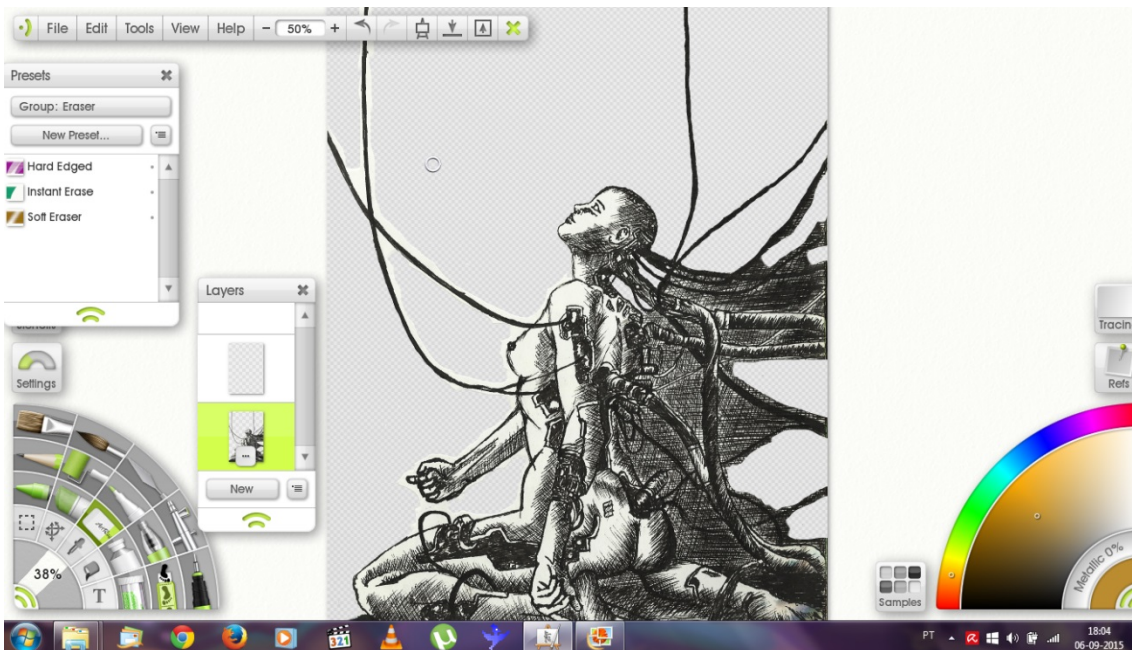 File Edit Tools View Help − 50% +
Presets
Group: Eraser
New Preset...
Hard Edged
Instant Erase
Soft Eraser
Layers
Settings
New
38%
T
Tracin
Refs
Metallic 0%
Samples
321
PT
18:04
06-09-2015